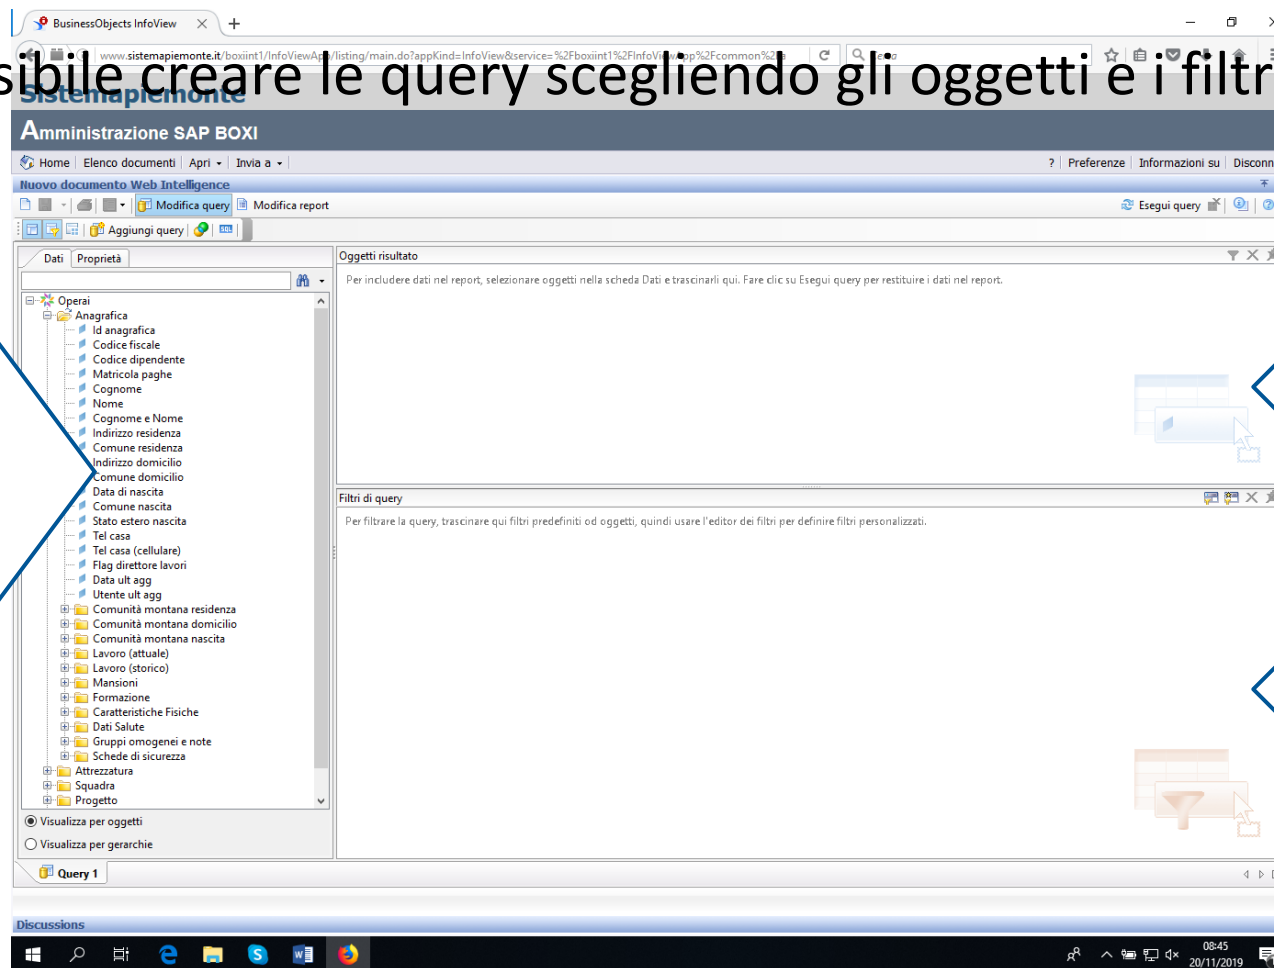 BusinessObjects InfoView
www.sistemapiemonte.it/boxiint1/InfoViewApp/listing/main.do?appKind=InfoView&service=%2Fboxiint1%2FInfoViewApp%2Fcommon%2
sibile creare le query scegliendo gli oggetti e i filtr
Sistemapiemonte
Amministrazione SAP BOXI
Home Elenco documenti Apri Invia a ? Preferenze Informazioni su Disconn
Nuovo documento Web Intelligence
Modifica query Modifica report Esegui query
Aggiungi query SQL
Dati Proprietà
Oggetti risultato
Per includere dati nel report, selezionare oggetti nella scheda Dati e trascinarli qui. Fare clic su Esegui query per restituire i dati nel report.
Operai
Anagrafica
Id anagrafica
Codice fiscale
Codice dipendente
Matricola paghe
Cognome
Nome
Cognome e Nome
Indirizzo residenza
Comune residenza
Indirizzo domicilio
Comune domicilio
Data di nascita
Comune nascita
Stato estero nascita
Tel casa
Tel casa (cellulare)
Flag direttore lavori
Data ult agg
Utente ult agg
Comunità montana residenza
Comunità montana domicilio
Comunità montana nascita
Lavoro (attuale)
Lavoro (storico)
Mansioni
Formazione
Caratteristiche Fisiche
Dati Salute
Gruppi omogenei e note
Schede di sicurezza
Attrezzatura
Squadra
Progetto
Filtri di query
Per filtrare la query, trascinare qui filtri predefiniti od oggetti, quindi usare l'editor dei filtri per definire filtri personalizzati.
Visualizza per oggetti
Visualizza per gerarchie
Query 1
Discussions
08:45
20/11/2019